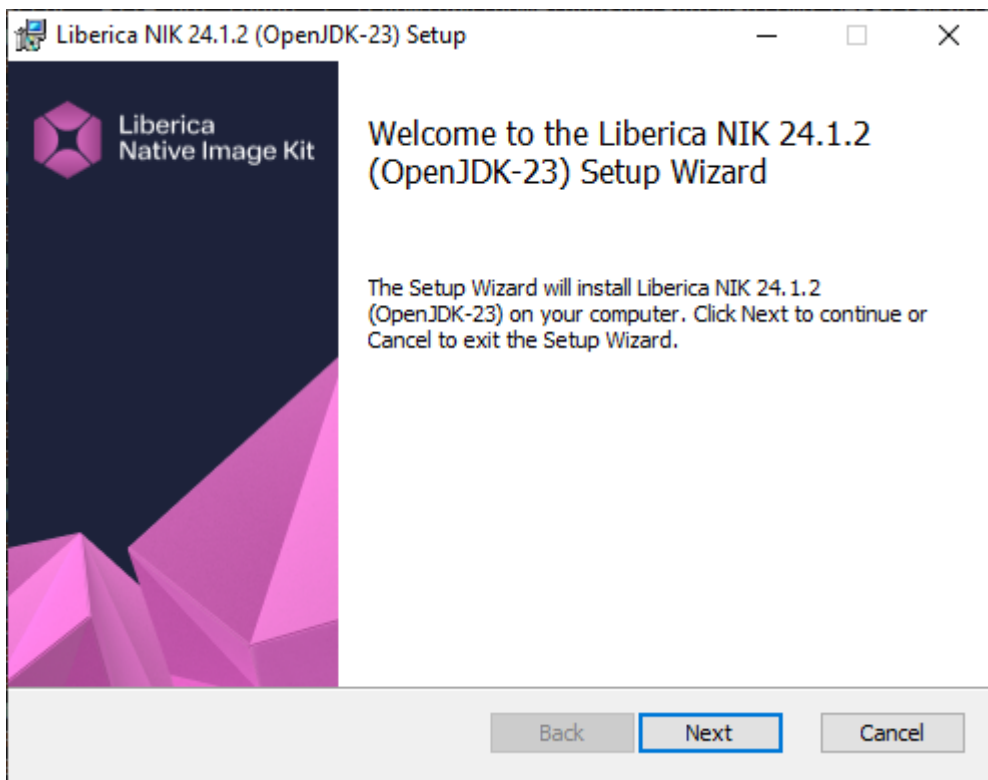 Liberica NIK 24.1.2 (OpenJDK-23) Setup
Liberica
Native Image Kit
Welcome to the Liberica NIK 24.1.2
(OpenJDK-23) Setup Wizard
The Setup Wizard will install Liberica NIK 24.1.2
(OpenJDK-23) on your computer. Click Next to continue or
Cancel to exit the Setup Wizard.
Back
Next
Cancel